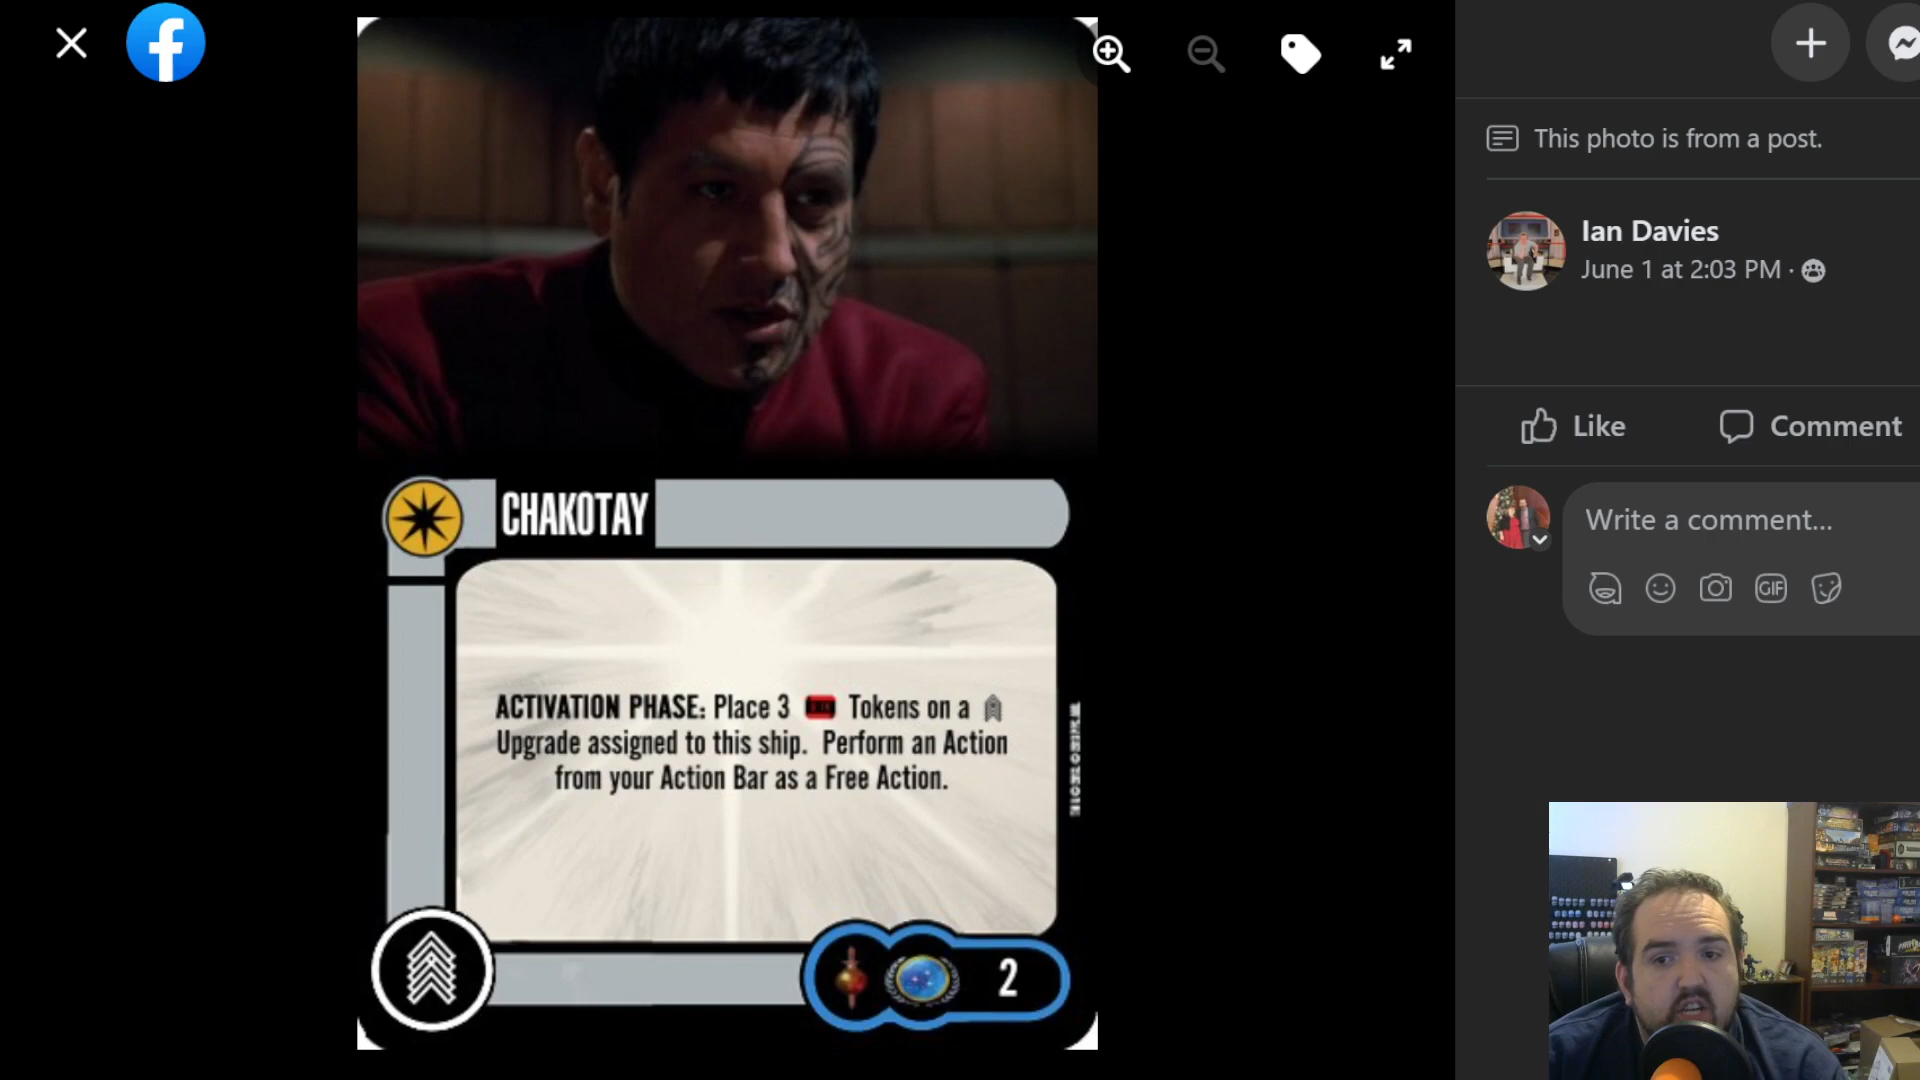 This photo is from a post.
Ian Davies
June 1 at 2:03 PM ·
Like
Comment
Write a comment...
GIF
CHAKOTAY
ACTIVATION PHASE: Place 3 Tokens on a
Upgrade assigned to this ship. Perform an Action
from your Action Bar as a Free Action.
2